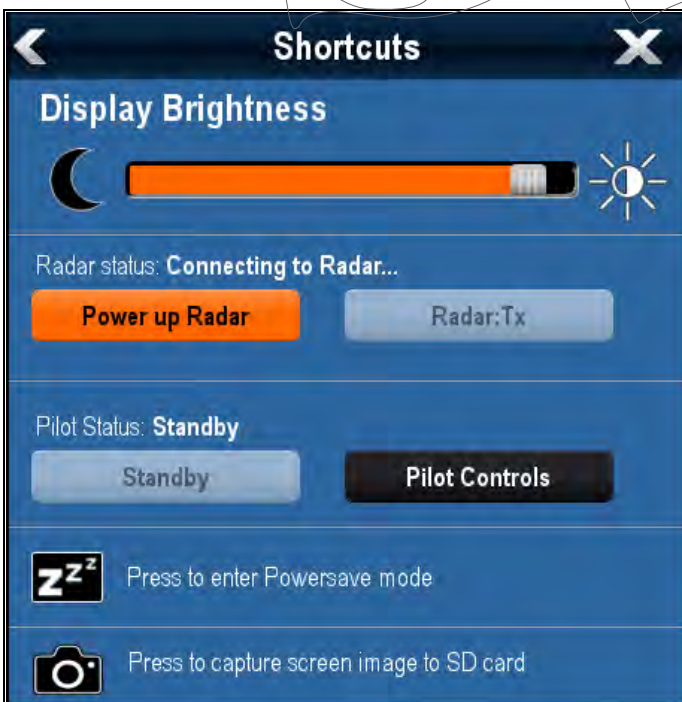 Shortcuts
Display Brightness
Radar status: Connecting to Radar...
Power up Radar Radar:Tx
Pilot Status: Standby
Standby Pilot Controls
zzz Press to enter Powersave mode
Press to capture screen image to SD card